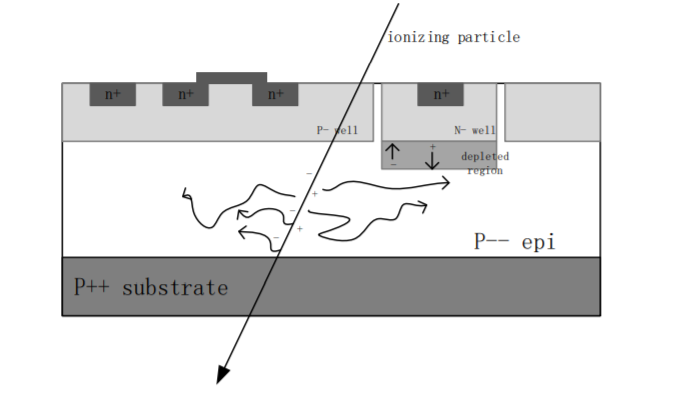 ionizing particle
n+
n+
n+
n+
P- well
N- well
+
-
depleted
region
-
+
-
+
-
P-- epi
P++ substrate